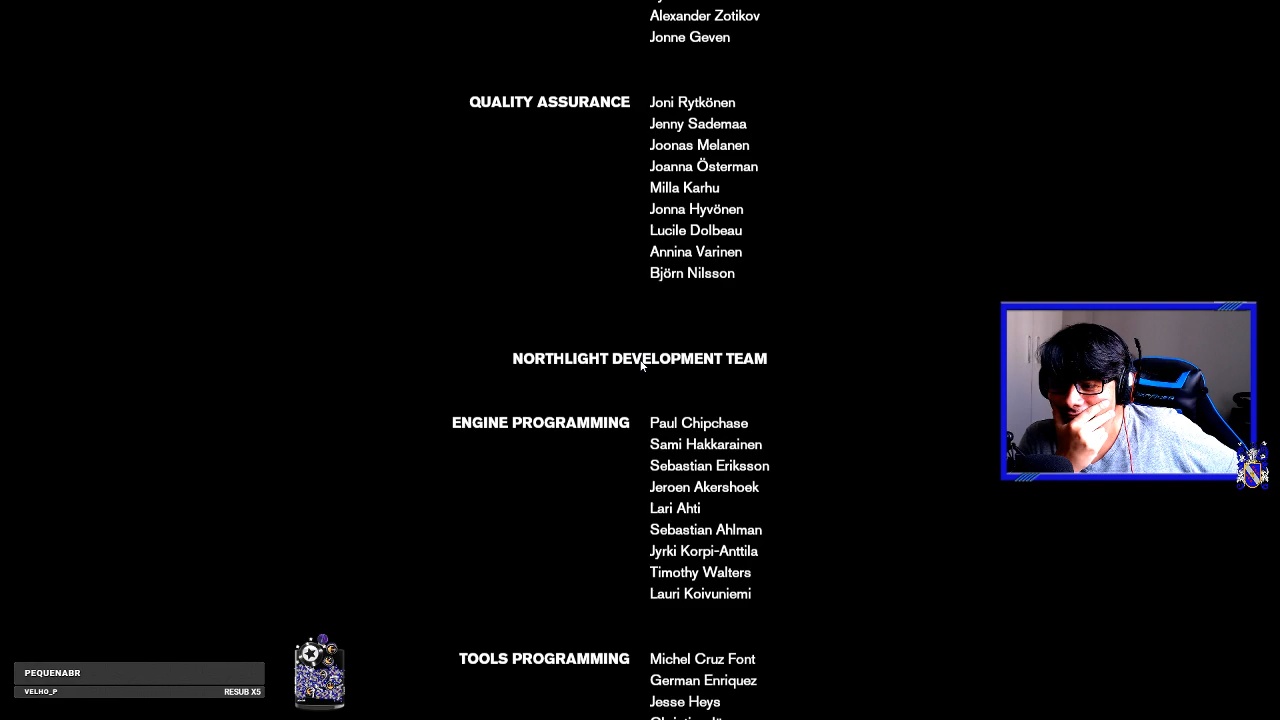 Alexander Zotikov
Jonne Geven
QUALITY ASSURANCE Joni Rytkönen
Jenny Sademaa
Joonas Melanen
Joanna Österman
Milla Karhu
Jonna Hyvönen
Lucile Dolbeau
Annina Varinen
Björn Nilsson
NORTHLIGHT DEVELOPMENT TEAM
ENGINE PROGRAMMING Paul Chipchase
Sami Hakkarainen
Sebastian Eriksson
Jeroen Akershoek
Lari Ahti
Sebastian Ahlman
Jyrki Korpi-Anttila
Timothy Walters
Lauri Koivuniemi
TOOLS PROGRAMMING Michel Cruz Font
German Enriquez
Jesse Heys
PEQUENABR
VELHO_P RESUB X5